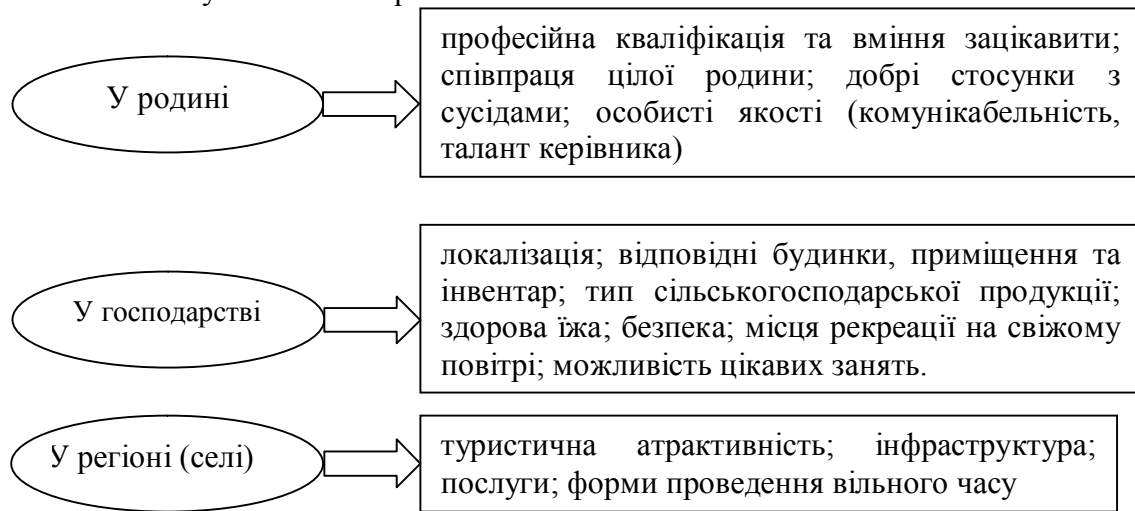 У родині
професійна кваліфікація та вміння зацікавити;
співпраця цілої родини; добрі стосунки з
сусідами; особисті якості (комунікабельність,
талант керівника)
У господарстві
локалізація; відповідні будинки, приміщення та
інвентар; тип сільськогосподарської продукції;
здорова їжа; безпека; місця рекреації на свіжому
повітрі; можливість цікавих занять.
У регіоні (селі)
туристична атрактивність; інфраструктура;
послуги; форми проведення вільного часу